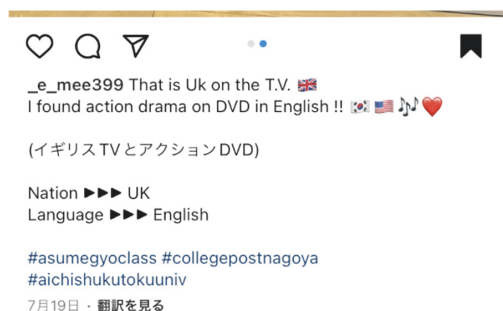 _e_mee399 That is Uk on the T.V. 🇬🇧
I found action drama on DVD in English !! 🇰🇷 🇺🇸 🎶 ❤️
(イギリスTVとアクションDVD)
Nation ▶▶▶ UK
Language ▶▶▶ English
#asumegyoclass #collegepostnagoya
#aichishukutokuuniv
7月19日 · 翻訳を見る